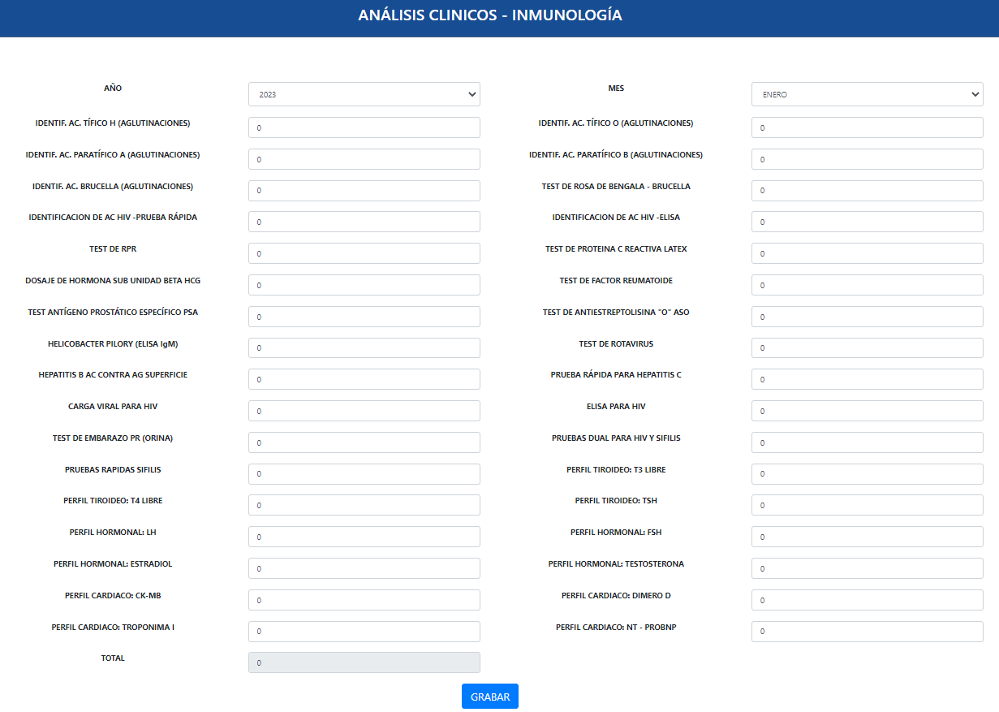 ANÁLISIS CLINICOS - INMUNOLOGÍA
AÑO 2023 MES ENERO
IDENTIF. AC. TÍFICO H (AGLUTINACIONES) 0 IDENTIF. AC. TÍFICO O (AGLUTINACIONES) 0
IDENTIF. AC. PARATÍFICO A (AGLUTINACIONES) 0 IDENTIF. AC. PARATÍFICO B (AGLUTINACIONES) 0
IDENTIF. AC. BRUCELLA (AGLUTINACIONES) 0 TEST DE ROSA DE BENGALA - BRUCELLA 0
IDENTIFICACION DE AC HIV -PRUEBA RÁPIDA 0 IDENTIFICACION DE AC HIV -ELISA 0
TEST DE RPR 0 TEST DE PROTEINA C REACTIVA LATEX 0
DOSAJE DE HORMONA SUB UNIDAD BETA HCG 0 TEST DE FACTOR REUMATOIDE 0
TEST ANTÍGENO PROSTÁTICO ESPECÍFICO PSA 0 TEST DE ANTIESTREPTOLISINA "O" ASO 0
HELICOBACTER PILORY (ELISA IgM) 0 TEST DE ROTAVIRUS 0
HEPATITIS B AC CONTRA AG SUPERFICIE 0 PRUEBA RÁPIDA PARA HEPATITIS C 0
CARGA VIRAL PARA HIV 0 ELISA PARA HIV 0
TEST DE EMBARAZO PR (ORINA) 0 PRUEBAS DUAL PARA HIV Y SIFILIS 0
PRUEBAS RAPIDAS SIFILIS 0 PERFIL TIROIDEO: T3 LIBRE 0
PERFIL TIROIDEO: T4 LIBRE 0 PERFIL TIROIDEO: TSH 0
PERFIL HORMONAL: LH 0 PERFIL HORMONAL: FSH 0
PERFIL HORMONAL: ESTRADIOL 0 PERFIL HORMONAL: TESTOSTERONA 0
PERFIL CARDIACO: CK-MB 0 PERFIL CARDIACO: DIMERO D 0
PERFIL CARDIACO: TROPONIMA I 0 PERFIL CARDIACO: NT - PROBNP 0
TOTAL 0
GRABAR